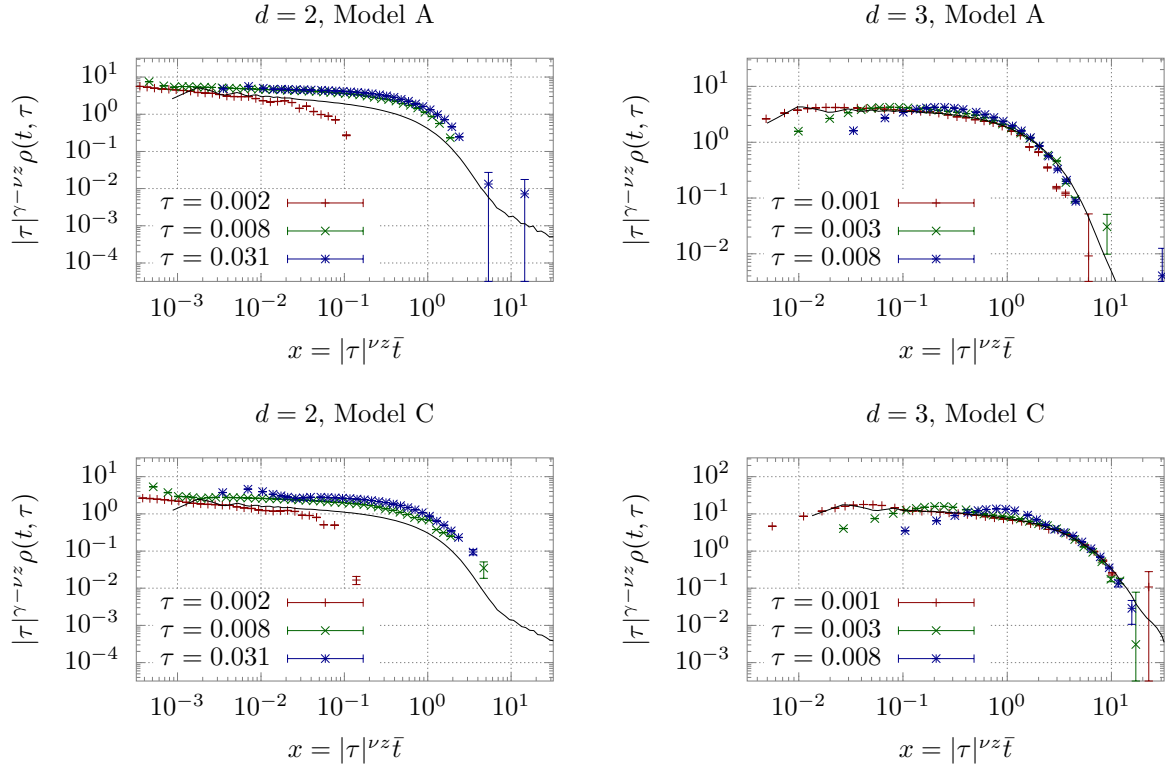 d = 2, Model A
|τ|^{γ−νz}ρ(t, τ)
10^1
10^0
10^{−1}
10^{−2}
10^{−3}
10^{−4}
τ = 0.002
τ = 0.008
τ = 0.031
10^{−3} 10^{−2} 10^{−1} 10^0 10^1
x = |τ|^{νz} t̄
d = 3, Model A
|τ|^{γ−νz}ρ(t, τ)
10^1
10^0
10^{−1}
10^{−2}
τ = 0.001
τ = 0.003
τ = 0.008
10^{−2} 10^{−1} 10^0 10^1
x = |τ|^{νz} t̄
d = 2, Model C
|τ|^{γ−νz}ρ(t, τ)
10^1
10^0
10^{−1}
10^{−2}
10^{−3}
10^{−4}
τ = 0.002
τ = 0.008
τ = 0.031
10^{−3} 10^{−2} 10^{−1} 10^0 10^1
x = |τ|^{νz} t̄
d = 3, Model C
|τ|^{γ−νz}ρ(t, τ)
10^2
10^1
10^0
10^{−1}
10^{−2}
10^{−3}
τ = 0.001
τ = 0.003
τ = 0.008
10^{−2} 10^{−1} 10^0 10^1
x = |τ|^{νz} t̄